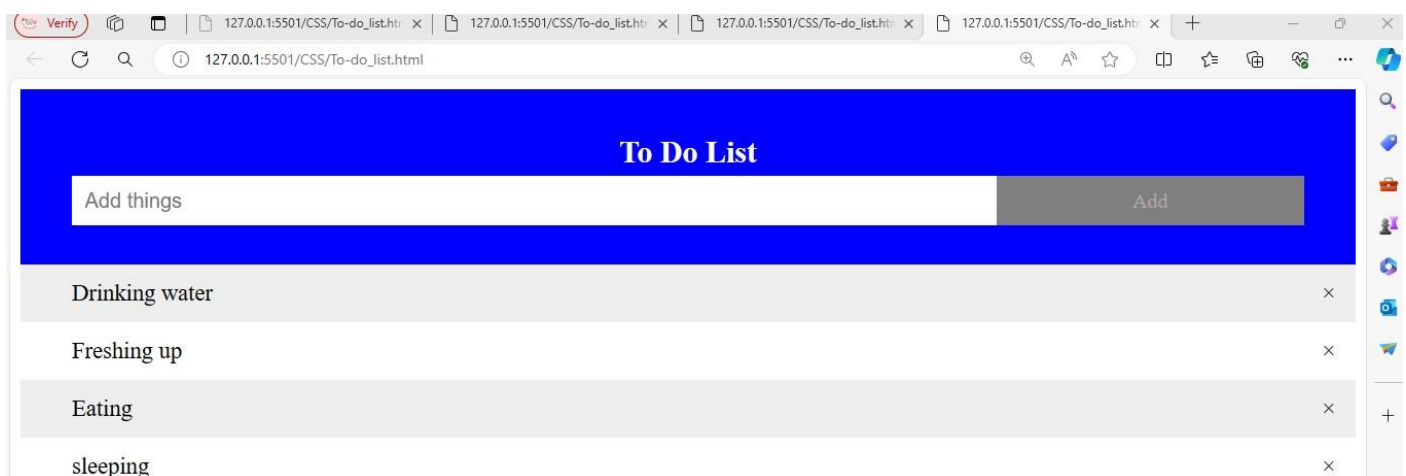 Verify
127.0.0.1:5501/CSS/To-do_list.htm
127.0.0.1:5501/CSS/To-do_list.htm
127.0.0.1:5501/CSS/To-do_list.htm
127.0.0.1:5501/CSS/To-do_list.htm
127.0.0.1:5501/CSS/To-do_list.html
To Do List
Add things
Add
Drinking water
×
Freshing up
×
Eating
×
sleeping
×